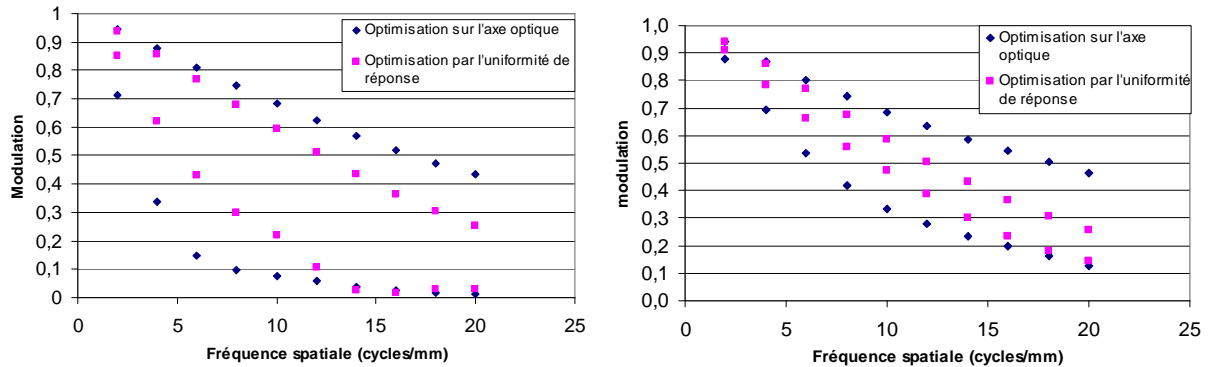 1
0,9
0,8
0,7
0,6
0,5
0,4
0,3
0,2
0,1
0
Modulation
0 5 10 15 20 25
Fréquence spatiale (cycles/mm)
Optimisation sur l'axe optique
Optimisation par l'uniformité de
réponse
1,0
0,9
0,8
0,7
0,6
0,5
0,4
0,3
0,2
0,1
0,0
modulation
0 5 10 15 20 25
Fréquence spatiale (cycles/mm)
Optimisation sur l'axe
optique
Optimisation par l'uniformité
de réponse